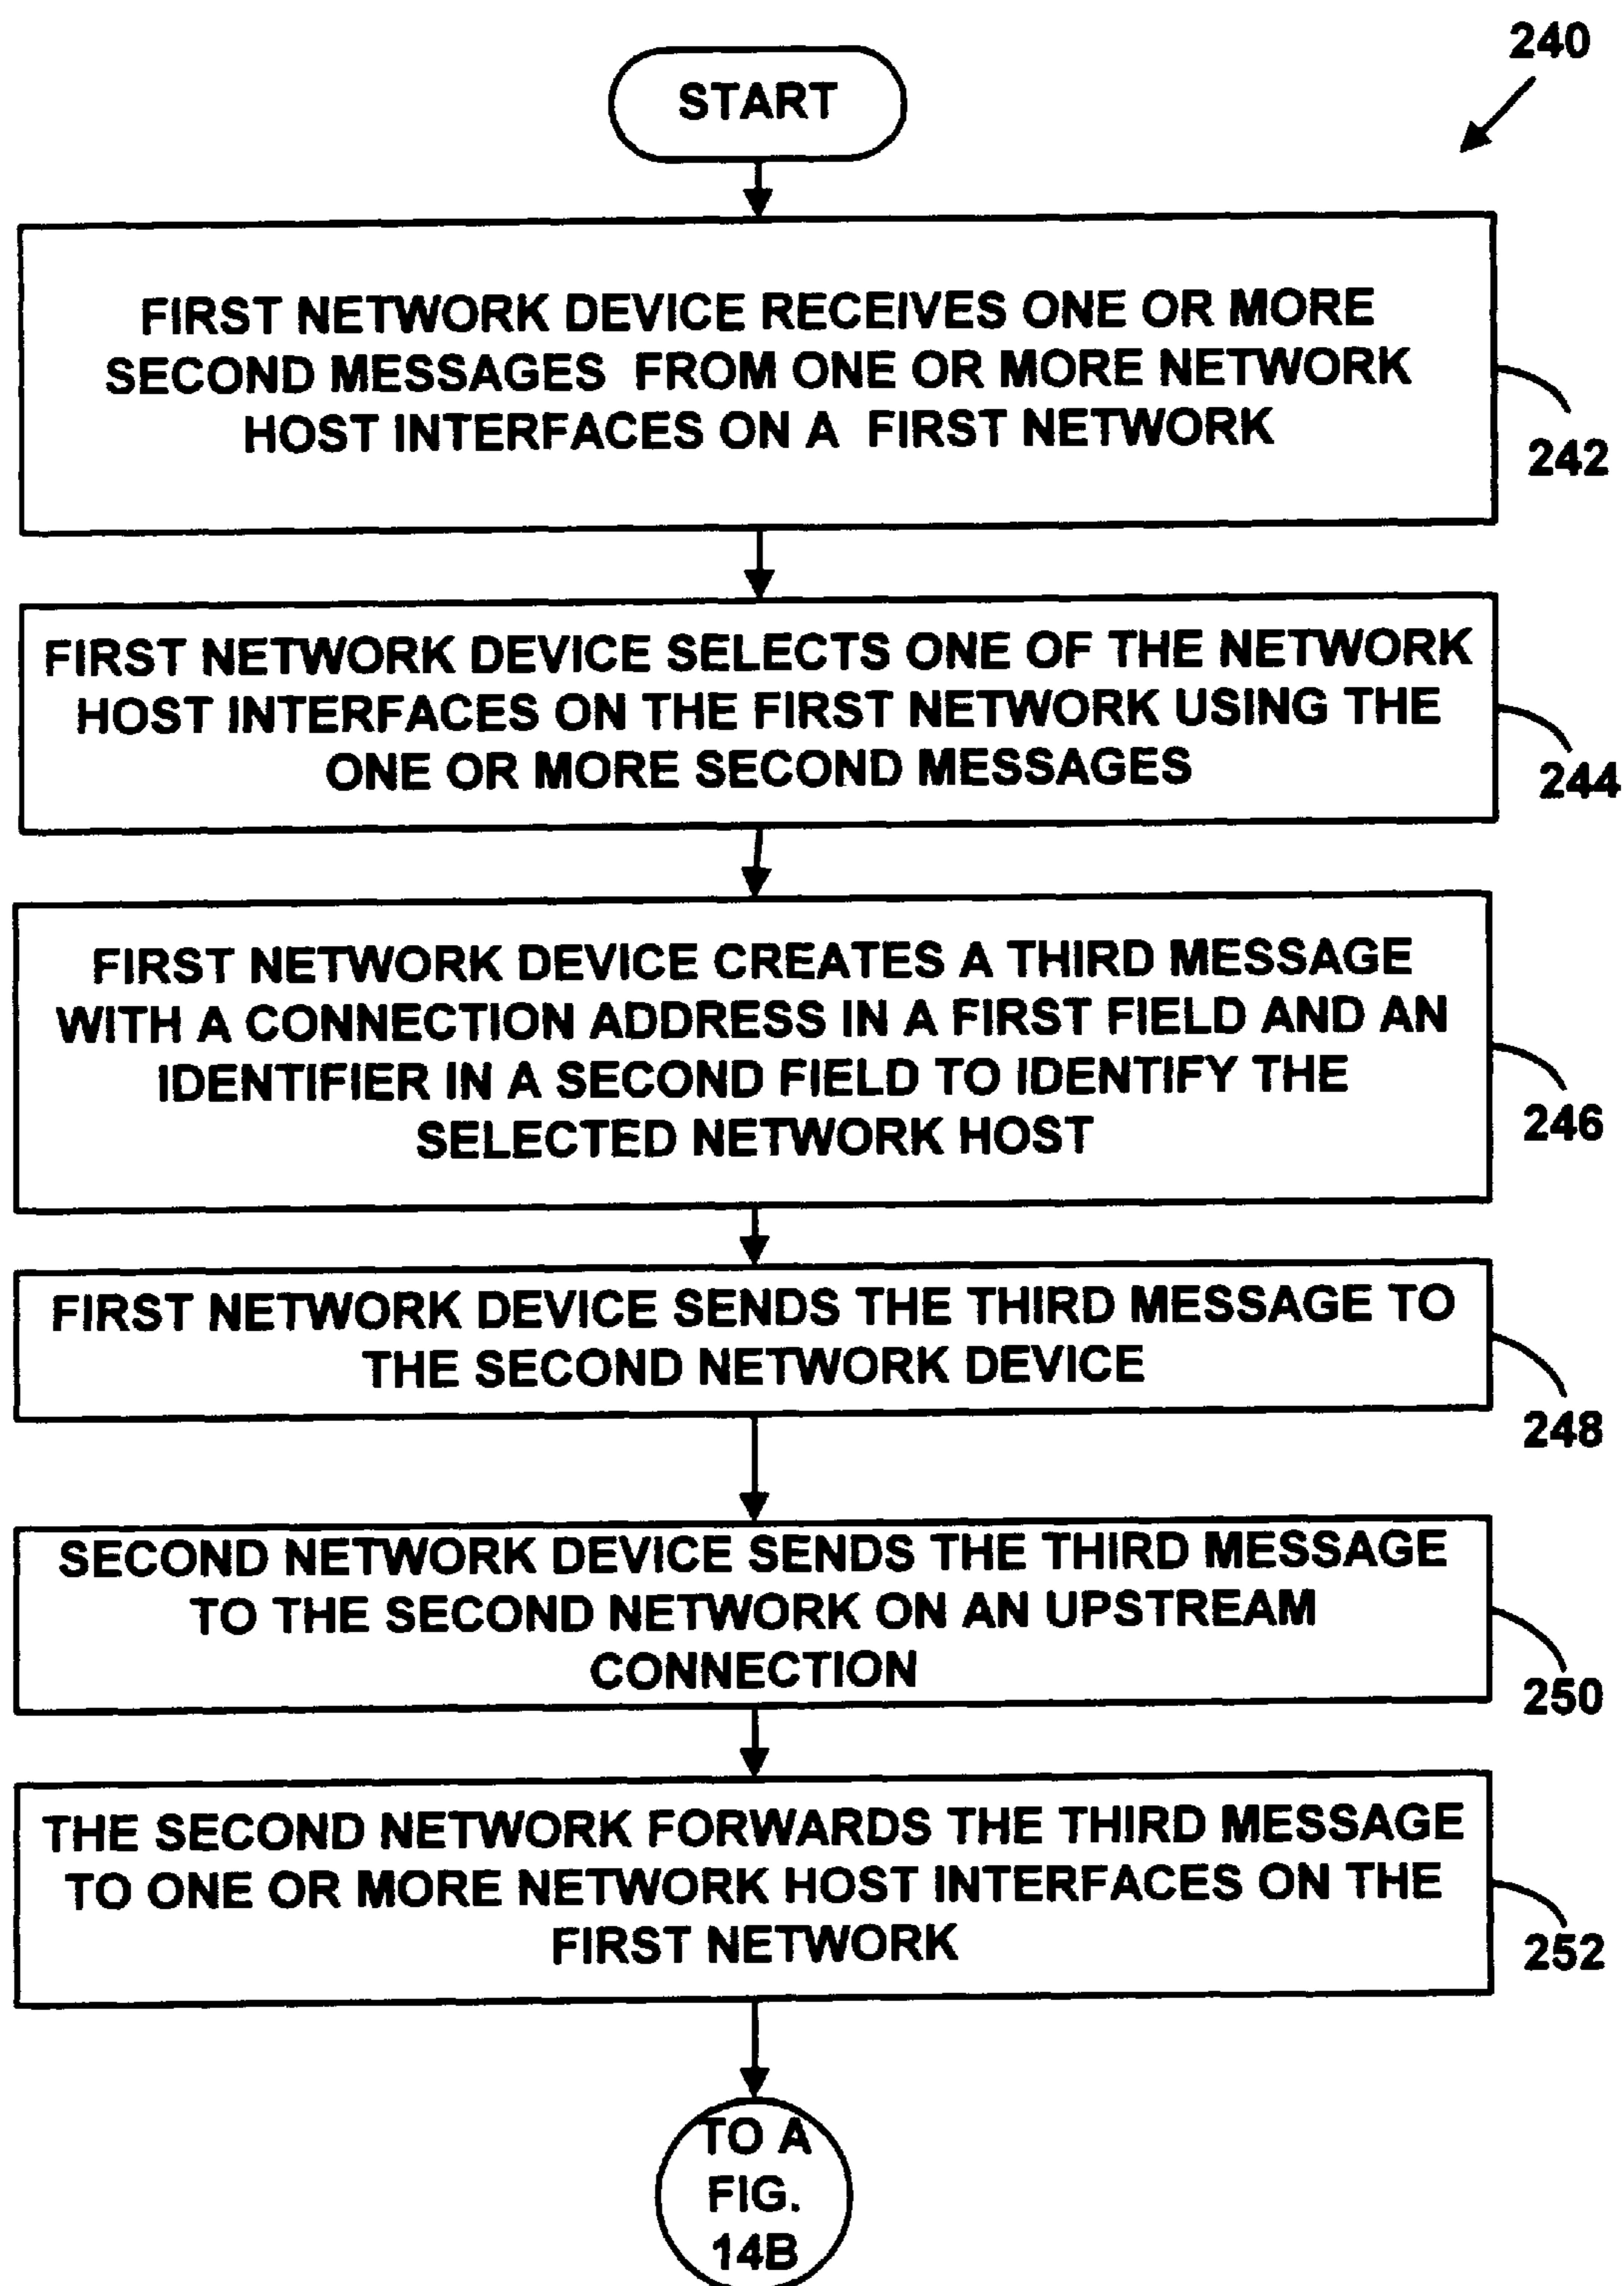 240
START
FIRST NETWORK DEVICE RECEIVES ONE OR MORE
SECOND MESSAGES FROM ONE OR MORE NETWORK
HOST INTERFACES ON A FIRST NETWORK
242
FIRST NETWORK DEVICE SELECTS ONE OF THE NETWORK
HOST INTERFACES ON THE FIRST NETWORK USING THE
ONE OR MORE SECOND MESSAGES
244
FIRST NETWORK DEVICE CREATES A THIRD MESSAGE
WITH A CONNECTION ADDRESS IN A FIRST FIELD AND AN
IDENTIFIER IN A SECOND FIELD TO IDENTIFY THE
SELECTED NETWORK HOST
246
FIRST NETWORK DEVICE SENDS THE THIRD MESSAGE TO
THE SECOND NETWORK DEVICE
248
SECOND NETWORK DEVICE SENDS THE THIRD MESSAGE
TO THE SECOND NETWORK ON AN UPSTREAM
CONNECTION
250
THE SECOND NETWORK FORWARDS THE THIRD MESSAGE
TO ONE OR MORE NETWORK HOST INTERFACES ON THE
FIRST NETWORK
252
TO A
FIG.
14B